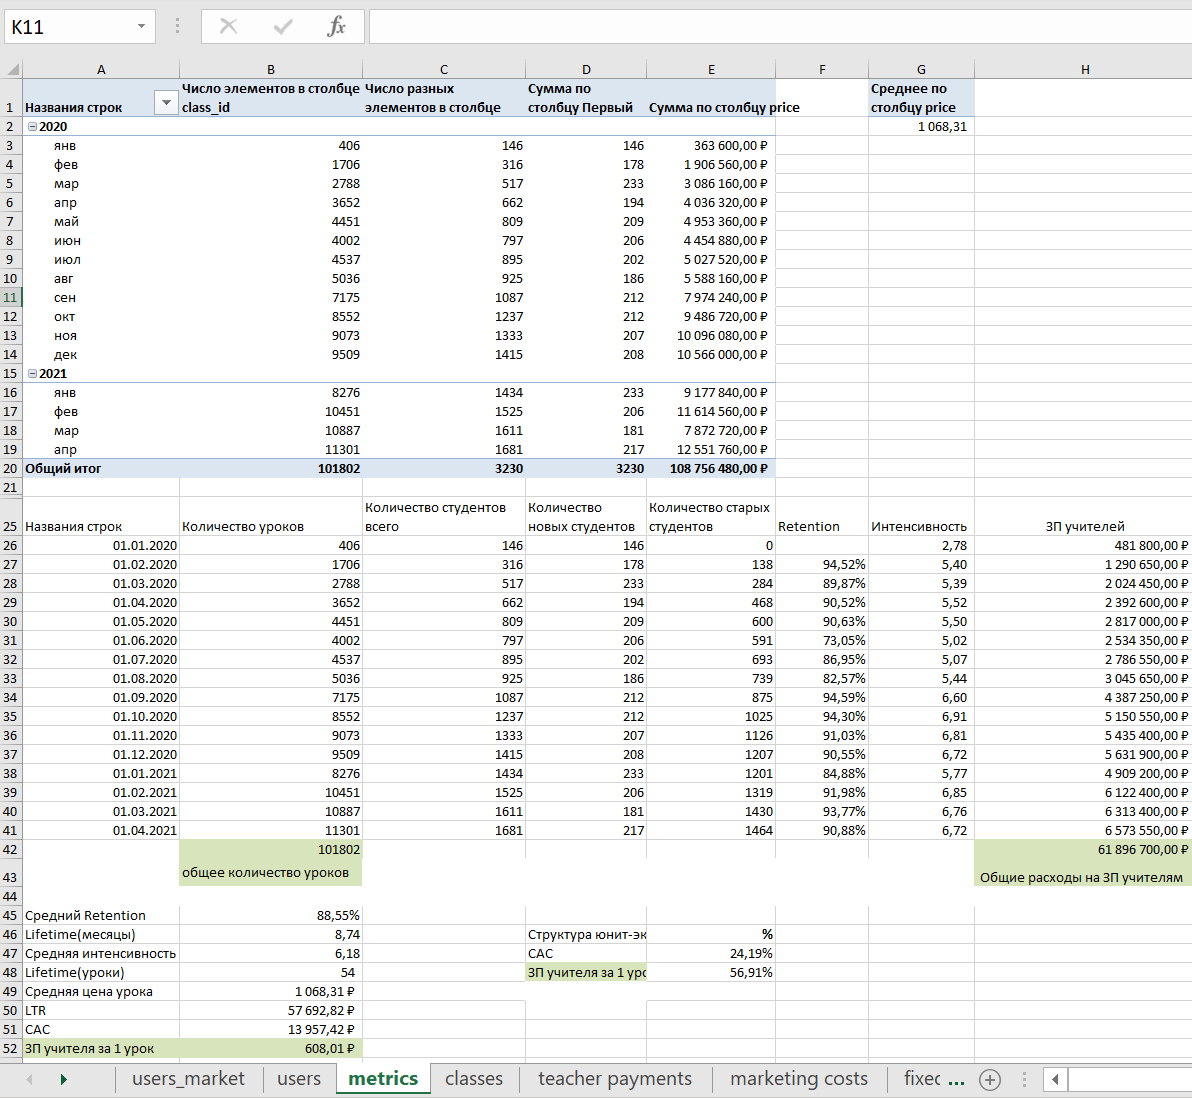 K11 fx
A B C D E F G H
Число элементов в столбце Число разных Сумма по Среднее по
1 Названия строк class_id элементов в столбце столбцу Первый Сумма по столбцу price столбцу price
2 2020 1 068,31
3 янв 406 146 146 363 600,00 ₽
4 фев 1706 316 178 1 906 560,00 ₽
5 мар 2788 517 233 3 086 160,00 ₽
6 апр 3652 662 194 4 036 320,00 ₽
7 май 4451 809 209 4 953 360,00 ₽
8 июн 4002 797 206 4 454 880,00 ₽
9 июл 4537 895 202 5 027 520,00 ₽
10 авг 5036 925 186 5 588 160,00 ₽
11 сен 7175 1087 212 7 974 240,00 ₽
12 окт 8552 1237 212 9 486 720,00 ₽
13 ноя 9073 1333 207 10 096 080,00 ₽
14 дек 9509 1415 208 10 566 000,00 ₽
15 2021
16 янв 8276 1434 233 9 177 840,00 ₽
17 фев 10451 1525 206 11 614 560,00 ₽
18 мар 10887 1611 181 7 872 720,00 ₽
19 апр 11301 1681 217 12 551 760,00 ₽
20 Общий итог 101802 3230 3230 108 756 480,00 ₽
21
Количество студентов Количество Количество старых
25 Названия строк Количество уроков всего новых студентов студентов Retention Интенсивность ЗП учителей
26 01.01.2020 406 146 146 0 2,78 481 800,00 ₽
27 01.02.2020 1706 316 178 138 94,52% 5,40 1 290 650,00 ₽
28 01.03.2020 2788 517 233 284 89,87% 5,39 2 024 450,00 ₽
29 01.04.2020 3652 662 194 468 90,52% 5,52 2 392 600,00 ₽
30 01.05.2020 4451 809 209 600 90,63% 5,50 2 817 000,00 ₽
31 01.06.2020 4002 797 206 591 73,05% 5,02 2 534 350,00 ₽
32 01.07.2020 4537 895 202 693 86,95% 5,07 2 786 550,00 ₽
33 01.08.2020 5036 925 186 739 82,57% 5,44 3 045 650,00 ₽
34 01.09.2020 7175 1087 212 875 94,59% 6,60 4 387 250,00 ₽
35 01.10.2020 8552 1237 212 1025 94,30% 6,91 5 150 550,00 ₽
36 01.11.2020 9073 1333 207 1126 91,03% 6,81 5 435 400,00 ₽
37 01.12.2020 9509 1415 208 1207 90,55% 6,72 5 631 900,00 ₽
38 01.01.2021 8276 1434 233 1201 84,88% 5,77 4 909 200,00 ₽
39 01.02.2021 10451 1525 206 1319 91,98% 6,85 6 122 400,00 ₽
40 01.03.2021 10887 1611 181 1430 93,77% 6,76 6 313 400,00 ₽
41 01.04.2021 11301 1681 217 1464 90,88% 6,72 6 573 550,00 ₽
42 101802 61 896 700,00 ₽
43 общее количество уроков Общие расходы на ЗП учителям
44
45 Средний Retention 88,55%
46 Lifetime(месяцы) 8,74 Структура юнит-эк %
47 Средняя интенсивность 6,18 CAC 24,19%
48 Lifetime(уроки) 54 ЗП учителя за 1 уро 56,91%
49 Средняя цена урока 1 068,31 ₽
50 LTR 57 692,82 ₽
51 CAC 13 957,42 ₽
52 ЗП учителя за 1 урок 608,01 ₽
users_market users metrics classes teacher payments marketing costs fixec ...